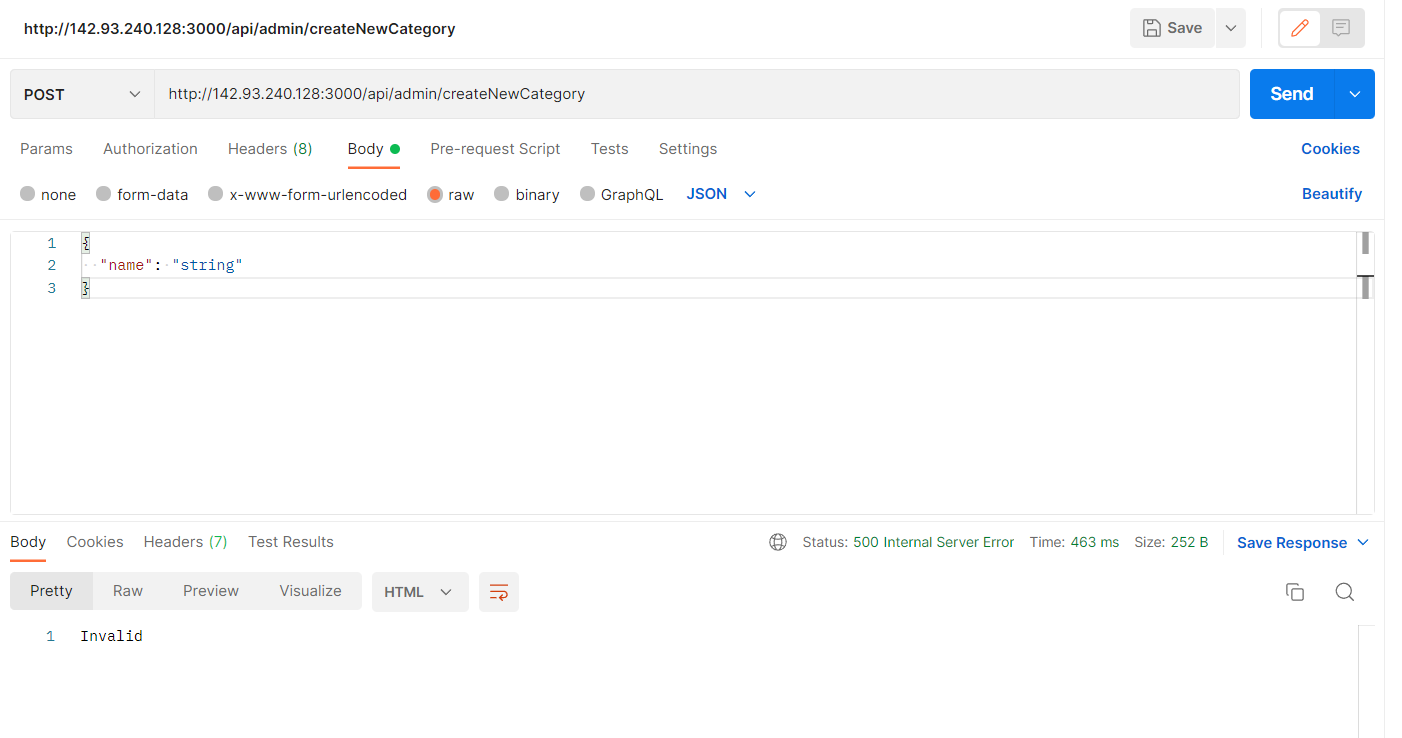 http://142.93.240.128:3000/api/admin/createNewCategory
Save
POST
http://142.93.240.128:3000/api/admin/createNewCategory
Send
Params Authorization Headers (8) Body Pre-request Script Tests Settings Cookies
none form-data x-www-form-urlencoded raw binary GraphQL JSON Beautify
1 {
2 "name": "string"
3 }
Body Cookies Headers (7) Test Results Status: 500 Internal Server Error Time: 463 ms Size: 252 B Save Response
Pretty Raw Preview Visualize HTML
1 Invalid